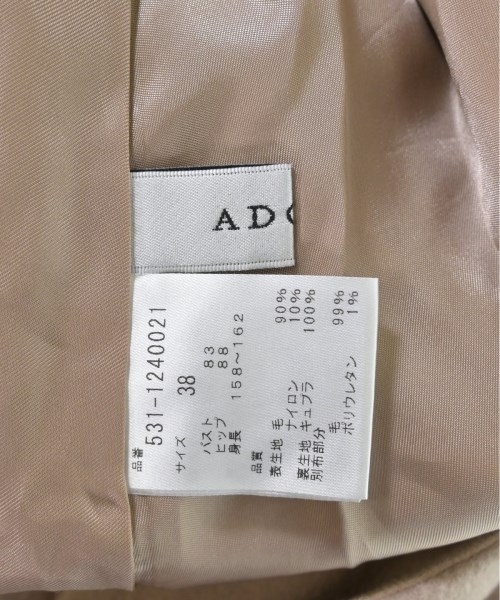 ADO
品番
531-1240021
サイズ 38
バスト 83
ヒップ 88
身長 158～162
品質
表生地 毛 90%
ナイロン 10%
裏生地 キュプラ 100%
別布部分
毛 99%
ポリウレタン 1%